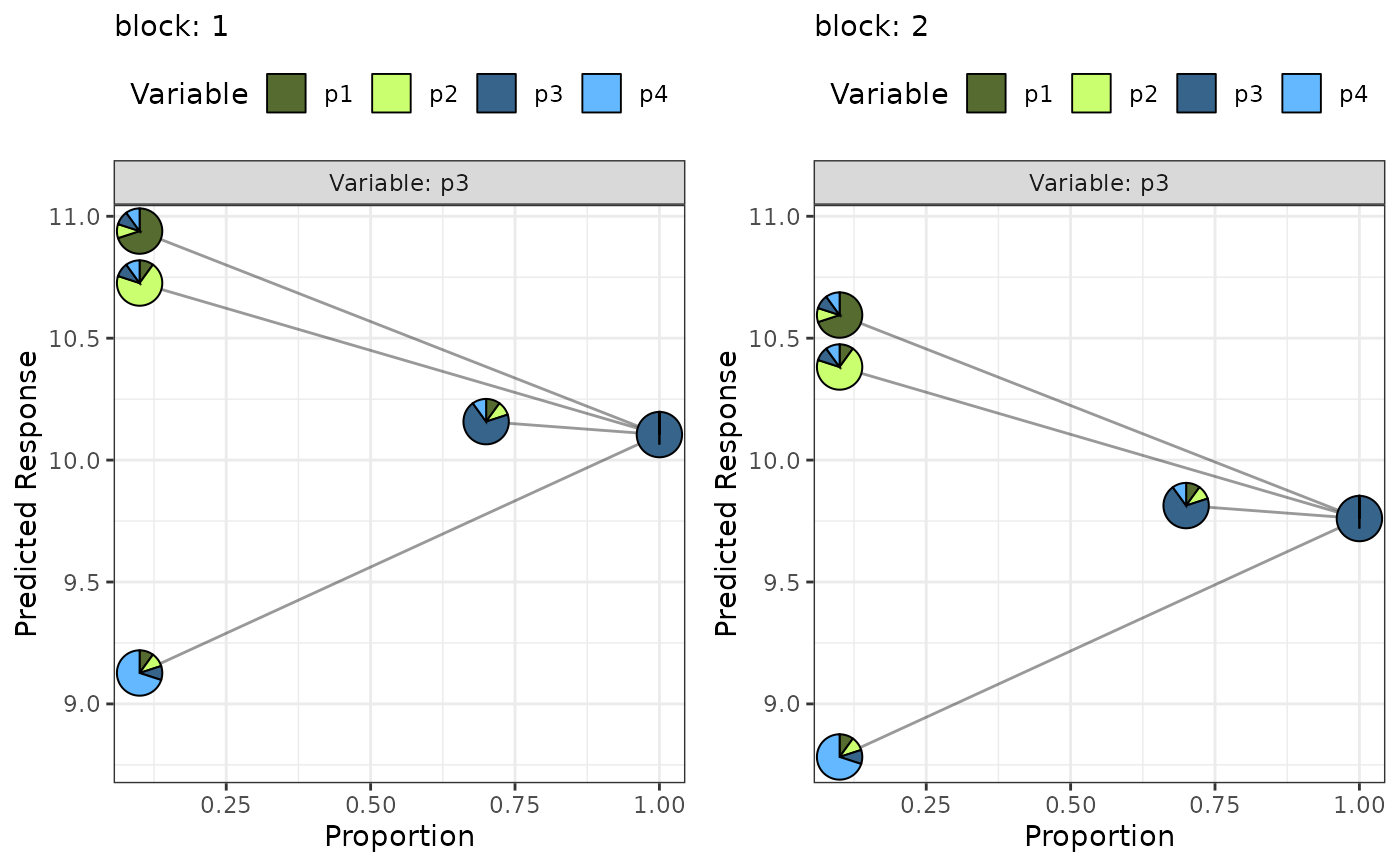 block: 1
Variable p1 p2 p3 p4
Variable: p3
11.0
10.5
10.0
9.5
9.0
Predicted Response
0.25 0.50 0.75 1.00
Proportion
block: 2
Variable p1 p2 p3 p4
Variable: p3
11.0
10.5
10.0
9.5
9.0
Predicted Response
0.25 0.50 0.75 1.00
Proportion